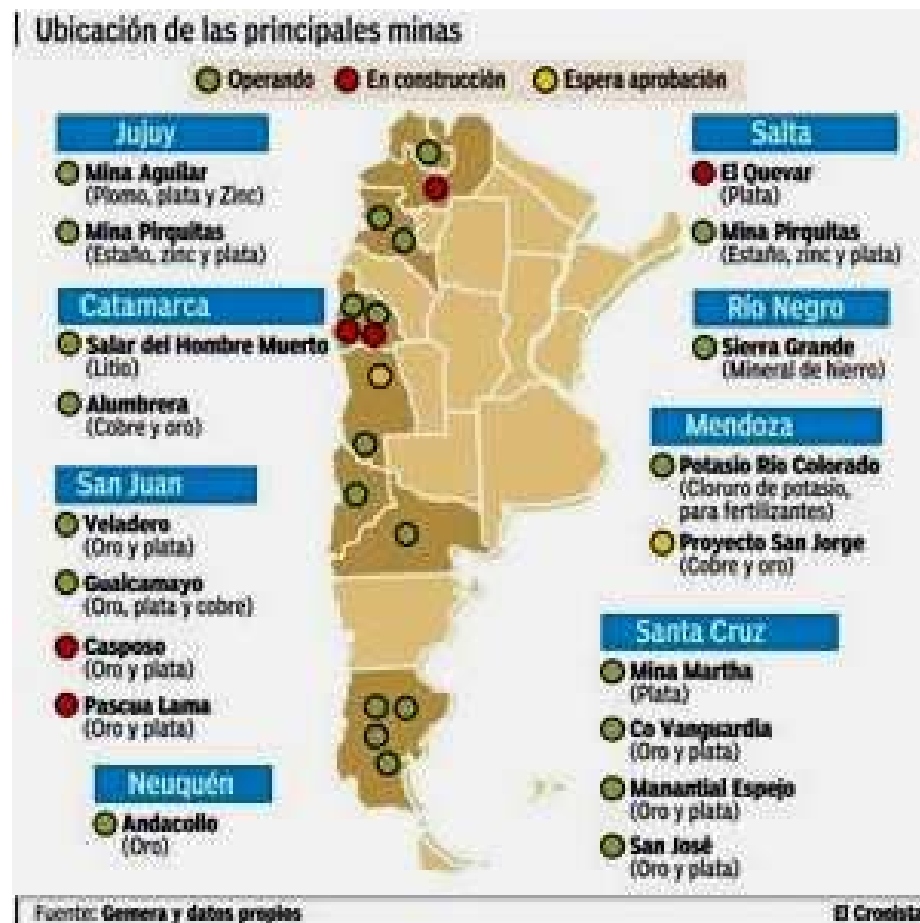 Ubicación de las principales minas
Operando En construcción Espera aprobación
Jujuy
Mina Aguilar
(Plomo, plata y Zinc)
Mina Pirquitas
(Estaño, zinc y plata)
Catamarca
Salar del Hombre Muerto
(Litio)
Alumbrera
(Cobre y oro)
San Juan
Veladero
(Oro y plata)
Gualcamayo
(Oro, plata y cobre)
Casposo
(Oro y plata)
Pascua Lama
(Oro y plata)
Neuquén
Andacollo
(Oro)
Salta
El Quevar
(Plata)
Mina Pirquitas
(Estaño, zinc y plata)
Río Negro
Sierra Grande
(Mineral de hierro)
Mendoza
Potasio Río Colorado
(Cloruro de potasio,
para fertilizantes)
Proyecto San Jorge
(Cobre y oro)
Santa Cruz
Mina Martha
(Plata)
Co Vanguardia
(Oro y plata)
Manantial Espejo
(Oro y plata)
San José
(Oro y plata)
Fuente: Gemera y datos propios
El Cronista